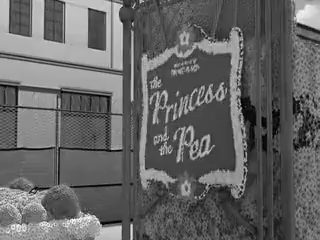 the
Princess
and the
Pea